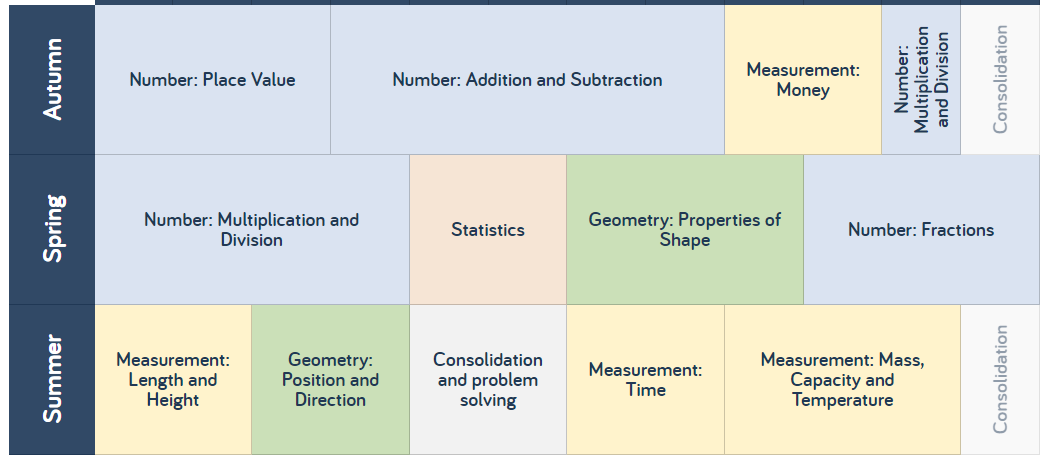 Autumn
Number: Place Value
Number: Addition and Subtraction
Measurement:
Money
Number:
Multiplication
and Division
Consolidation
Spring
Number: Multiplication and
Division
Statistics
Geometry: Properties of
Shape
Number: Fractions
Summer
Measurement:
Length and
Height
Geometry:
Position and
Direction
Consolidation
and problem
solving
Measurement:
Time
Measurement: Mass,
Capacity and
Temperature
Consolidation